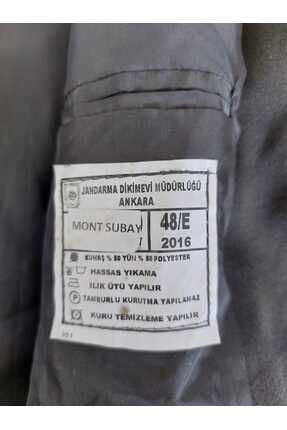 JANDARMA DİKİMEVİ MÜDÜRLÜĞÜ
ANKARA
MONT SUBAY
48/E
2016
KUMAŞ % 50 YÜN % 50 POLYESTER
HASSAS YIKAMA
ILIK ÜTÜ YAPILIR
TAMBURLU KURUTMA YAPILAMAZ
KURU TEMİZLEME YAPILIR